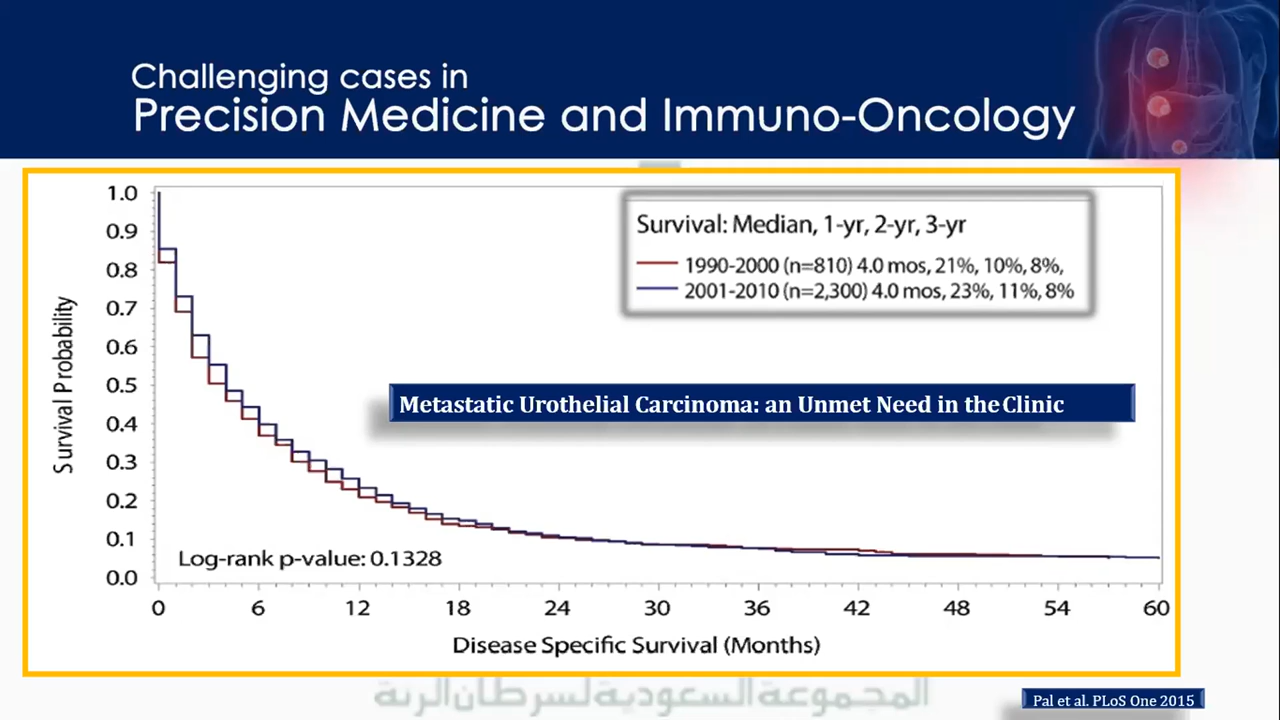 Challenging cases in
Precision Medicine and Immuno-Oncology
Survival: Median, 1-yr, 2-yr, 3-yr
1990-2000 (n=810) 4.0 mos, 21%, 10%, 8%,
2001-2010 (n=2,300) 4.0 mos, 23%, 11%, 8%
Metastatic Urothelial Carcinoma: an Unmet Need in the Clinic
Survival Probability
1.0
0.9
0.8
0.7
0.6
0.5
0.4
0.3
0.2
0.1
0.0
Log-rank p-value: 0.1328
0 6 12 18 24 30 36 42 48 54 60
Disease Specific Survival (Months)
المجموعة السعودية لسرطان الرئة
Pal et al. PLoS One 2015